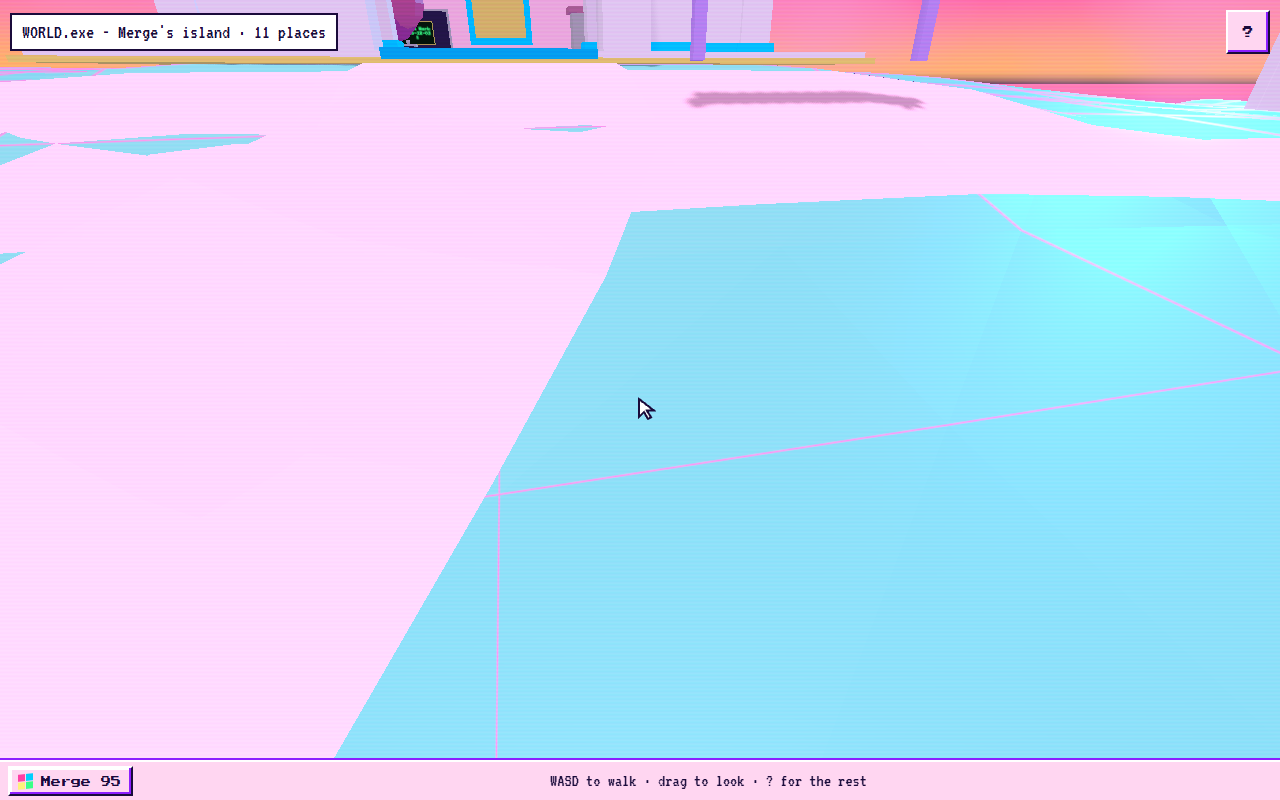 WORLD.exe - Merge's island · 11 places
?
Merge 95
WASD to walk · drag to look · ? for the rest